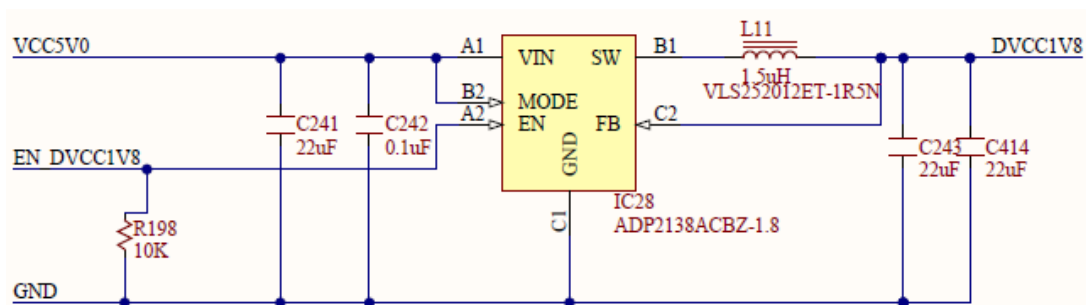 VCC5V0
EN_DVCC1V8
GND
C241
22uF
C242
0.1uF
R198
10K
A1
B2
A2
VIN
SW
MODE
EN
FB
GND
C1
B1
C2
IC28
ADP2138ACBZ-1.8
L11
1.5uH
VLS252012ET-1R5N
DVCC1V8
C243
22uF
C414
22uF